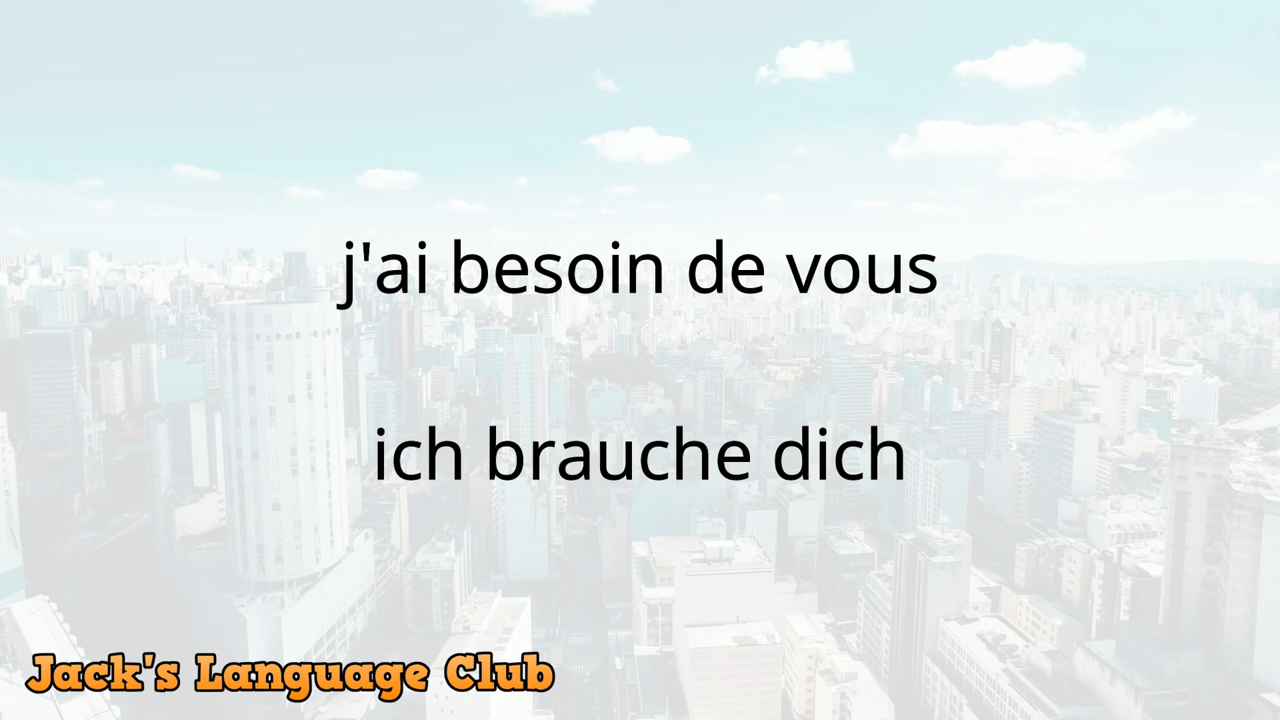 j'ai besoin de vous
ich brauche dich
Jack's Language Club